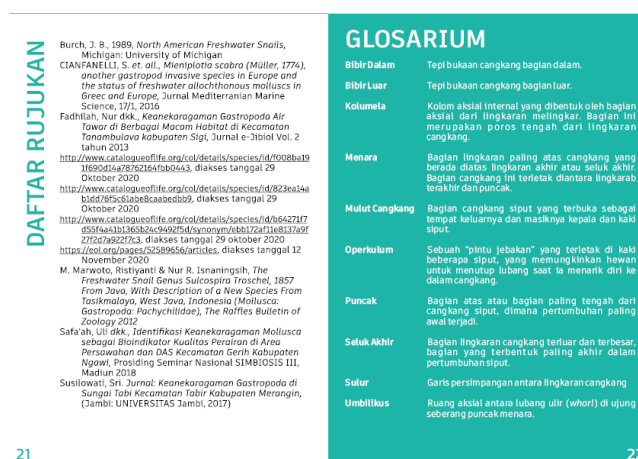 DAFTAR RUJUKAN
Burch, J. B., 1989, North American Freshwater Snails,
Michigan: University of Michigan
CIANFANELLI, S. et. all., Mieniplotia scabra (Müller, 1774),
another gastropod invasive species in Europe and
the status of freshwater allochthonous molluscs in
Greec and Europe, Jurnal Mediterranian Marine
Science, 17/1, 2016
Fadhilah, Nur dkk., Keanekaragaman Gastropoda Air
Tawar di Berbagai Macam Habitat di Kecamatan
Tanambulava kabupaten Sigi, Jurnal e-Jibiol Vol. 2
tahun 2013
http://www.catalogueoflife.org/col/details/species/id/f008ba19
1f690d14a78762164fbb0443, diakses tanggal 29
Oktober 2020
http://www.catalogueoflife.org/col/details/species/id/823ea14a
b1dd76f5c61abe8caabedbb9, diakses tanggal 29
Oktober 2020
http://www.catalogueoflife.org/col/details/species/id/b64271f7
d55f4a41b1365b24c9492f5d/synonym/ebb172af11e8137a9f
27f2d7a922f7c3, diakses tanggal 29 oktober 2020
https://eol.org/pages/52589656/articles, diakses tanggal 12
November 2020
M. Marwoto, Ristiyanti & Nur R. Isnaningsih, The
Freshwater Snail Genus Sulcospira Troschel, 1857
From Java, With Description of a New Species From
Tasikmalaya, West Java, Indonesia (Mollusca:
Gastropoda: Pachychilidae), The Raffles Bulletin of
Zoology 2012
Safa'ah, Uli dkk., Identifikasi Keanekaragaman Mollusca
sebagai Bioindikator Kualitas Perairan di Area
Persawahan dan DAS Kecamatan Gerih Kabupaten
Ngawi, Prosiding Seminar Nasional SIMBIOSIS III,
Madiun 2018
Susilowati, Sri. Jurnal: Keanekaragaman Gastropoda di
Sungai Tabi Kecamatan Tabir Kabupaten Merangin,
(Jambi: UNIVERSITAS Jambi, 2017)
21
GLOSARIUM
Bibir Dalam Tepi bukaan cangkang bagian dalam.
Bibir Luar Tepi bukaan cangkang bagian luar.
Kolumela Kolom aksial internal yang dibentuk oleh bagian
aksial dari lingkaran melingkar. Bagian ini
merupakan poros tengah dari lingkaran
cangkang.
Menara Bagian lingkaran paling atas cangkang yang
berada diatas lingkaran akhir atau seluk akhir.
Bagian cangkang ini terletak diantara lingkarab
terakhir dan puncak.
Mulut Cangkang Bagian cangkang siput yang terbuka sebagai
tempat keluarnya dan masiknya kepala dan kaki
siput.
Operkulum Sebuah "pintu jebakan" yang terletak di kaki
beberapa siput, yang memungkinkan hewan
untuk menutup lubang saat ia menarik diri ke
dalam cangkang.
Puncak Bagian atas atau bagian paling tengah dari
cangkang siput, dimana pertumbuhan paling
awal terjadi.
Seluk Akhir Bagian lingkaran cangkang terluar dan terbesar,
bagian yang terbentuk paling akhir dalam
pertumbuhan siput.
Sulur Garis persimpangan antara lingkaran cangkang
Umbilikus Ruang aksial antara lubang ulir (whorl) di ujung
seberang puncak menara.